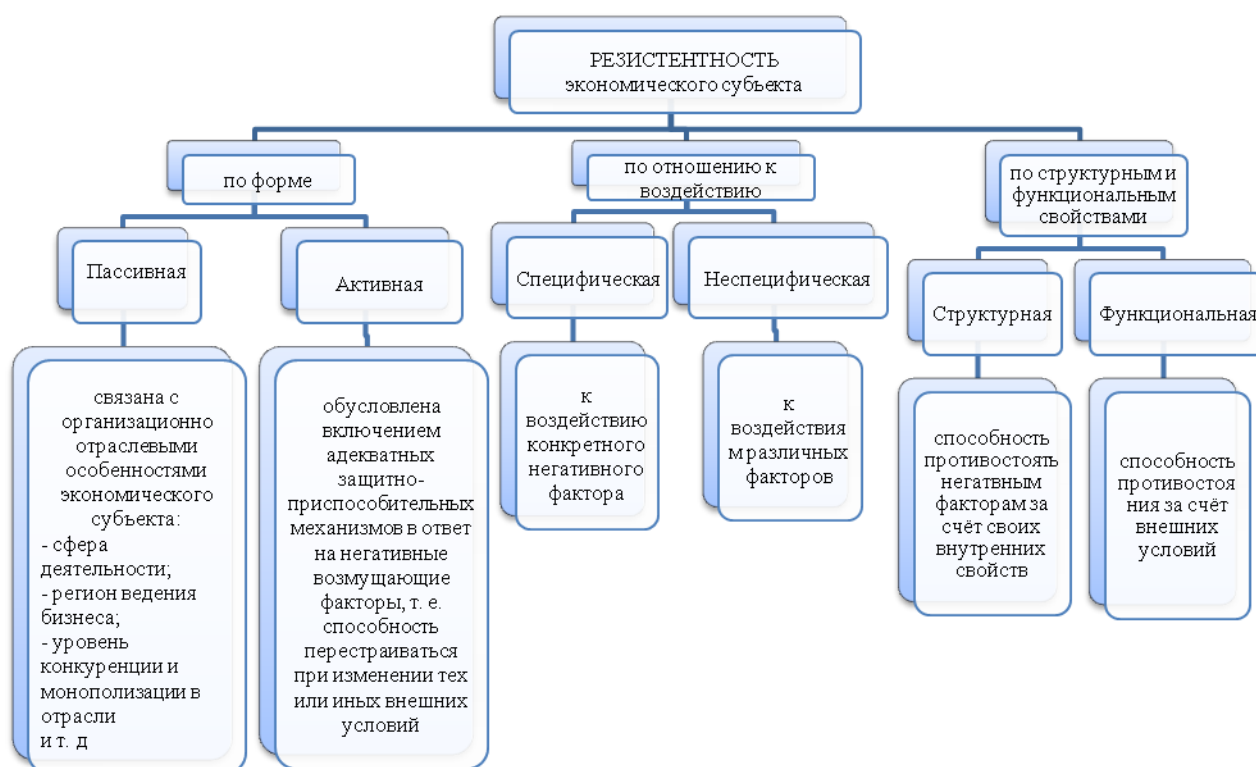 РЕЗИСТЕНТНОСТЬ
экономического субъекта
по форме
по отношению к
воздействию
по структурным и
функциональным
свойствами
Пассивная
Активная
Специфическая
Неспецифическая
Структурная
Функциональная
связана с
организационно
отраслевыми
особенностями
экономического
субъекта:
- сфера
деятельности;
- регион ведения
бизнеса;
- уровень
конкуренции и
монополизации в
отрасли
и т. д
обусловлена
включением
адекватных
защитно-
приспособительных
механизмов в ответ
на негативные
возмущающие
факторы, т. е.
способность
перестраиваться
при изменении тех
или иных внешних
условий
к
воздействию
конкретного
негативного
фактора
к
воздействия
м различных
факторов
способность
противостоять
негатвным
факторам за
счёт своих
внутренних
свойств
способность
противостоя
ния за счёт
внешних
условий